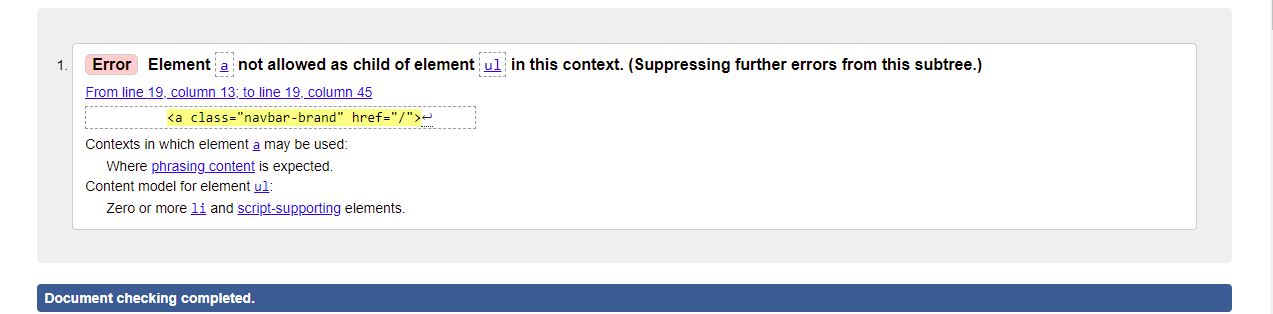 1. Error Element a not allowed as child of element ul in this context. (Suppressing further errors from this subtree.)
From line 19, column 13; to line 19, column 45
<a class="navbar-brand" href="/">↩
Contexts in which element a may be used:
Where phrasing content is expected.
Content model for element ul:
Zero or more li and script-supporting elements.
Document checking completed.